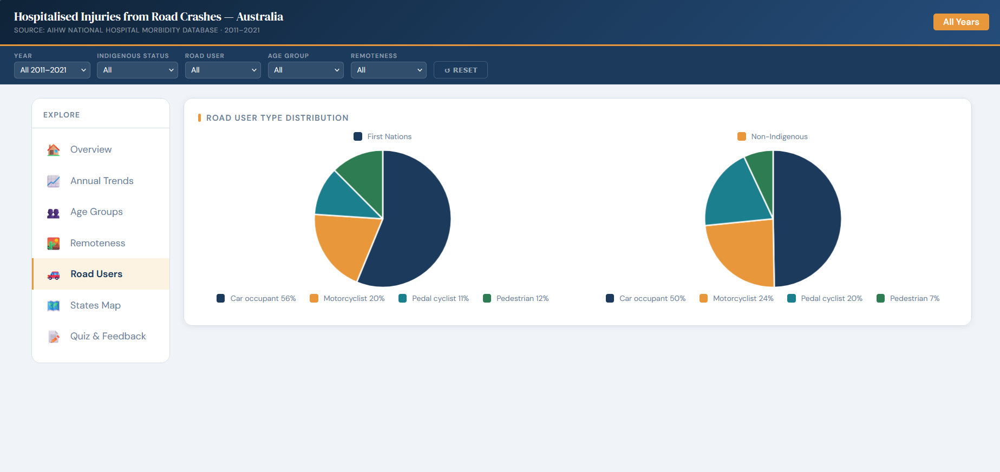 Hospitalised Injuries from Road Crashes — Australia
SOURCE: AIHW NATIONAL HOSPITAL MORBIDITY DATABASE · 2011–2021
All Years
YEAR
INDIGENOUS STATUS
ROAD USER
AGE GROUP
REMOTENESS
All 2011–2021
All
All
All
All
↺ RESET
EXPLORE
Overview
Annual Trends
Age Groups
Remoteness
Road Users
States Map
Quiz & Feedback
ROAD USER TYPE DISTRIBUTION
First Nations
Car occupant 56% Motorcyclist 20% Pedal cyclist 11% Pedestrian 12%
Non-Indigenous
Car occupant 50% Motorcyclist 24% Pedal cyclist 20% Pedestrian 7%